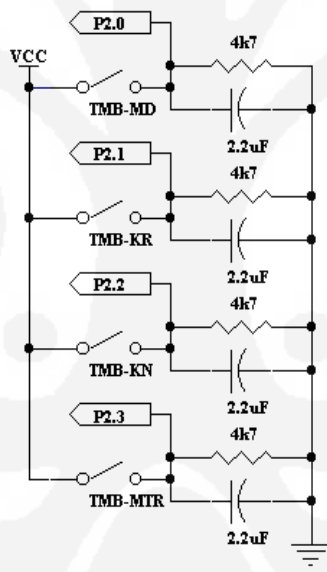 P2.0
4k7
VCC
TMB-MD
2.2uF
P2.1
4k7
TMB-KR
2.2uF
P2.2
4k7
TMB-KN
2.2uF
P2.3
4k7
TMB-MTR
2.2uF